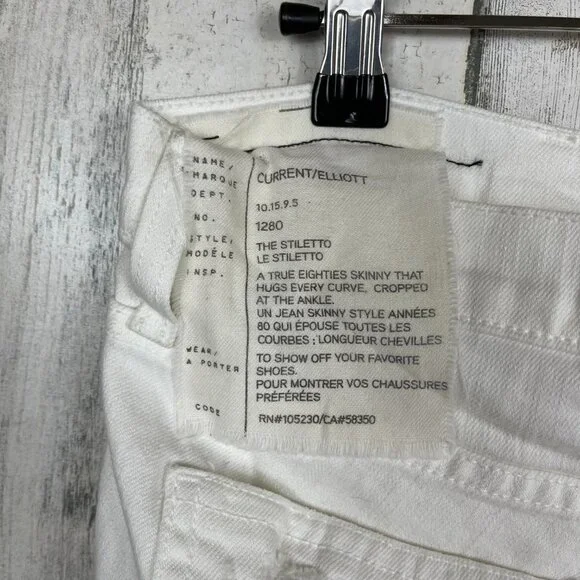 NAME/ CURRENT/ELLIOTT
MARQUE
DEPT. 10.15.9.5
NO. 1280
STYLE/ THE STILETTO
MODÈLE LE STILETTO
INSP. A TRUE EIGHTIES SKINNY THAT
HUGS EVERY CURVE, CROPPED
AT THE ANKLE.
UN JEAN SKINNY STYLE ANNÉES
80 QUI ÉPOUSE TOUTES LES
COURBES : LONGUEUR CHEVILLES
WEAR/ TO SHOW OFF YOUR FAVORITE
A PORTER SHOES.
POUR MONTRER VOS CHAUSSURES
PRÉFÉRÉES
CODE RN#105230/CA#58350